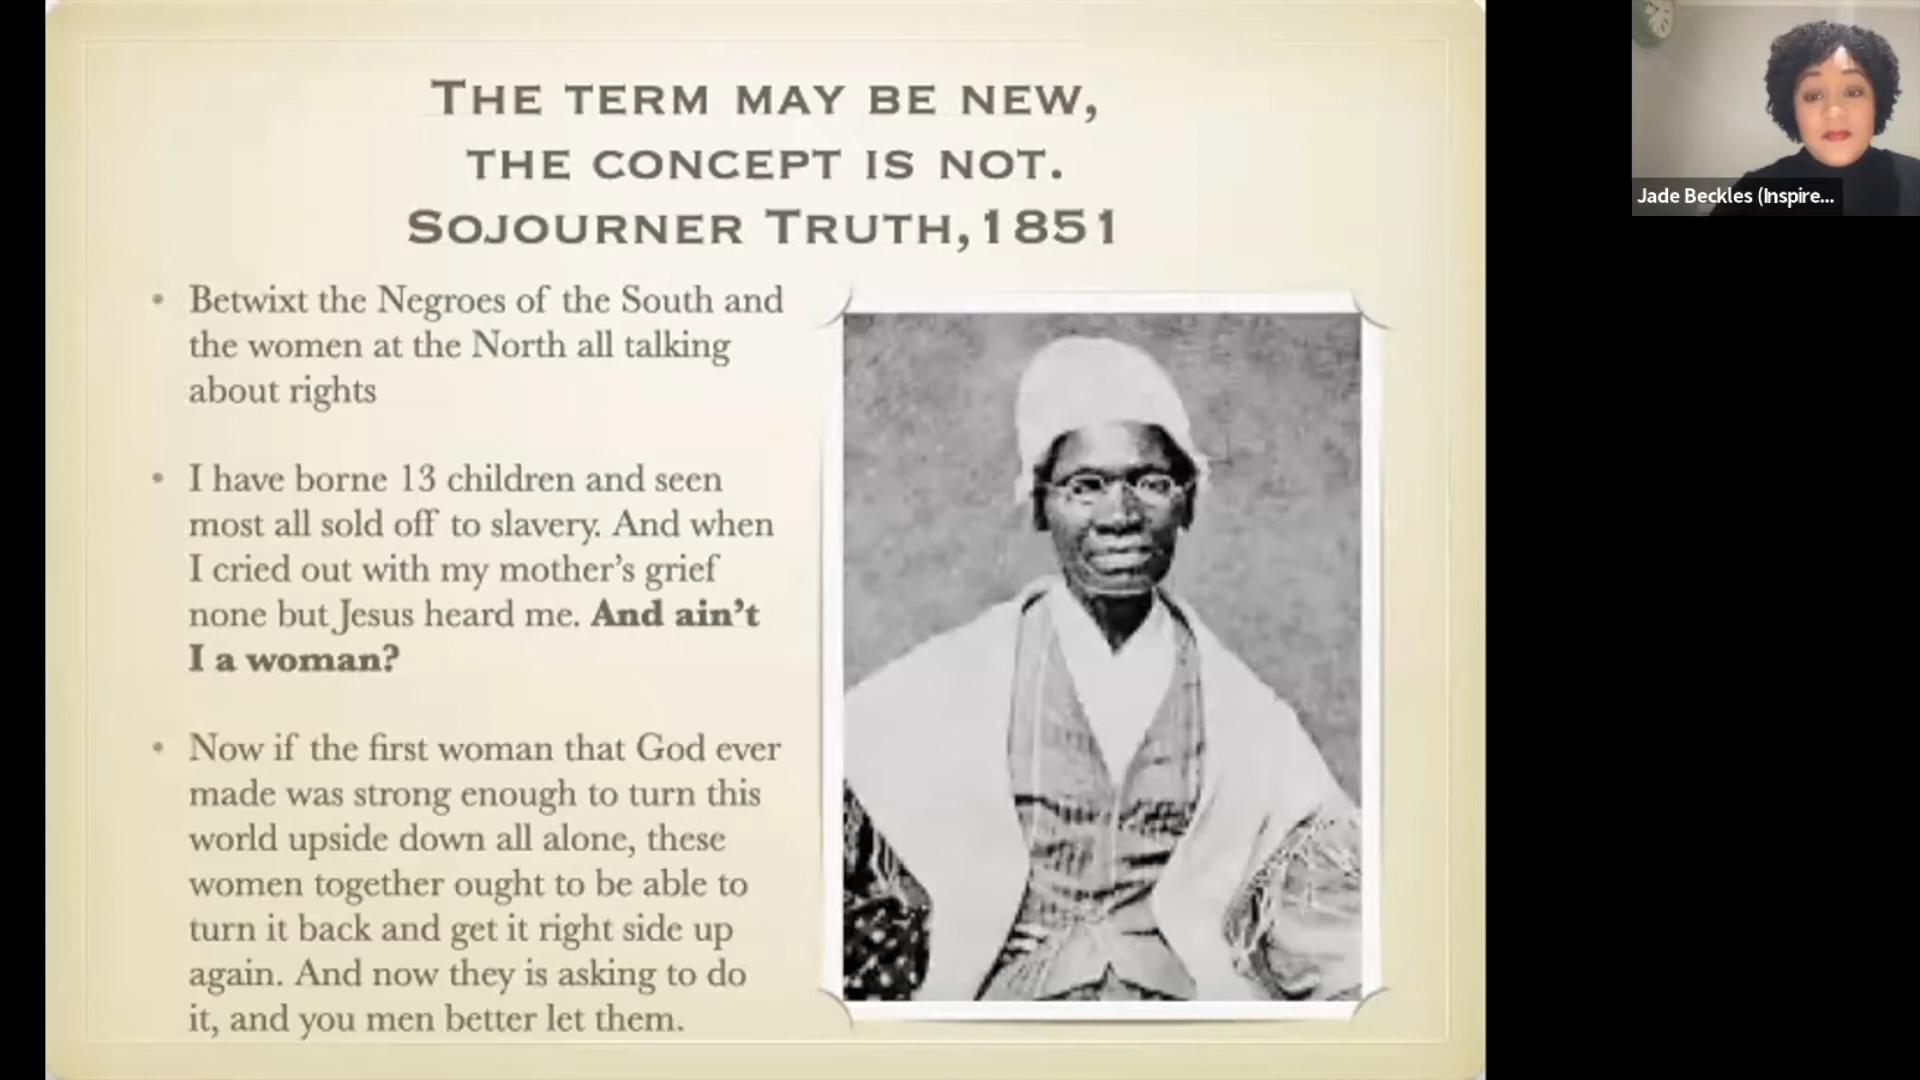 THE TERM MAY BE NEW,
THE CONCEPT IS NOT.
SOJOURNER TRUTH,1851
• Betwixt the Negroes of the South and
the women at the North all talking
about rights
• I have borne 13 children and seen
most all sold off to slavery. And when
I cried out with my mother's grief
none but Jesus heard me. And ain't
I a woman?
• Now if the first woman that God ever
made was strong enough to turn this
world upside down all alone, these
women together ought to be able to
turn it back and get it right side up
again. And now they is asking to do
it, and you men better let them.
Jade Beckles (Inspire...